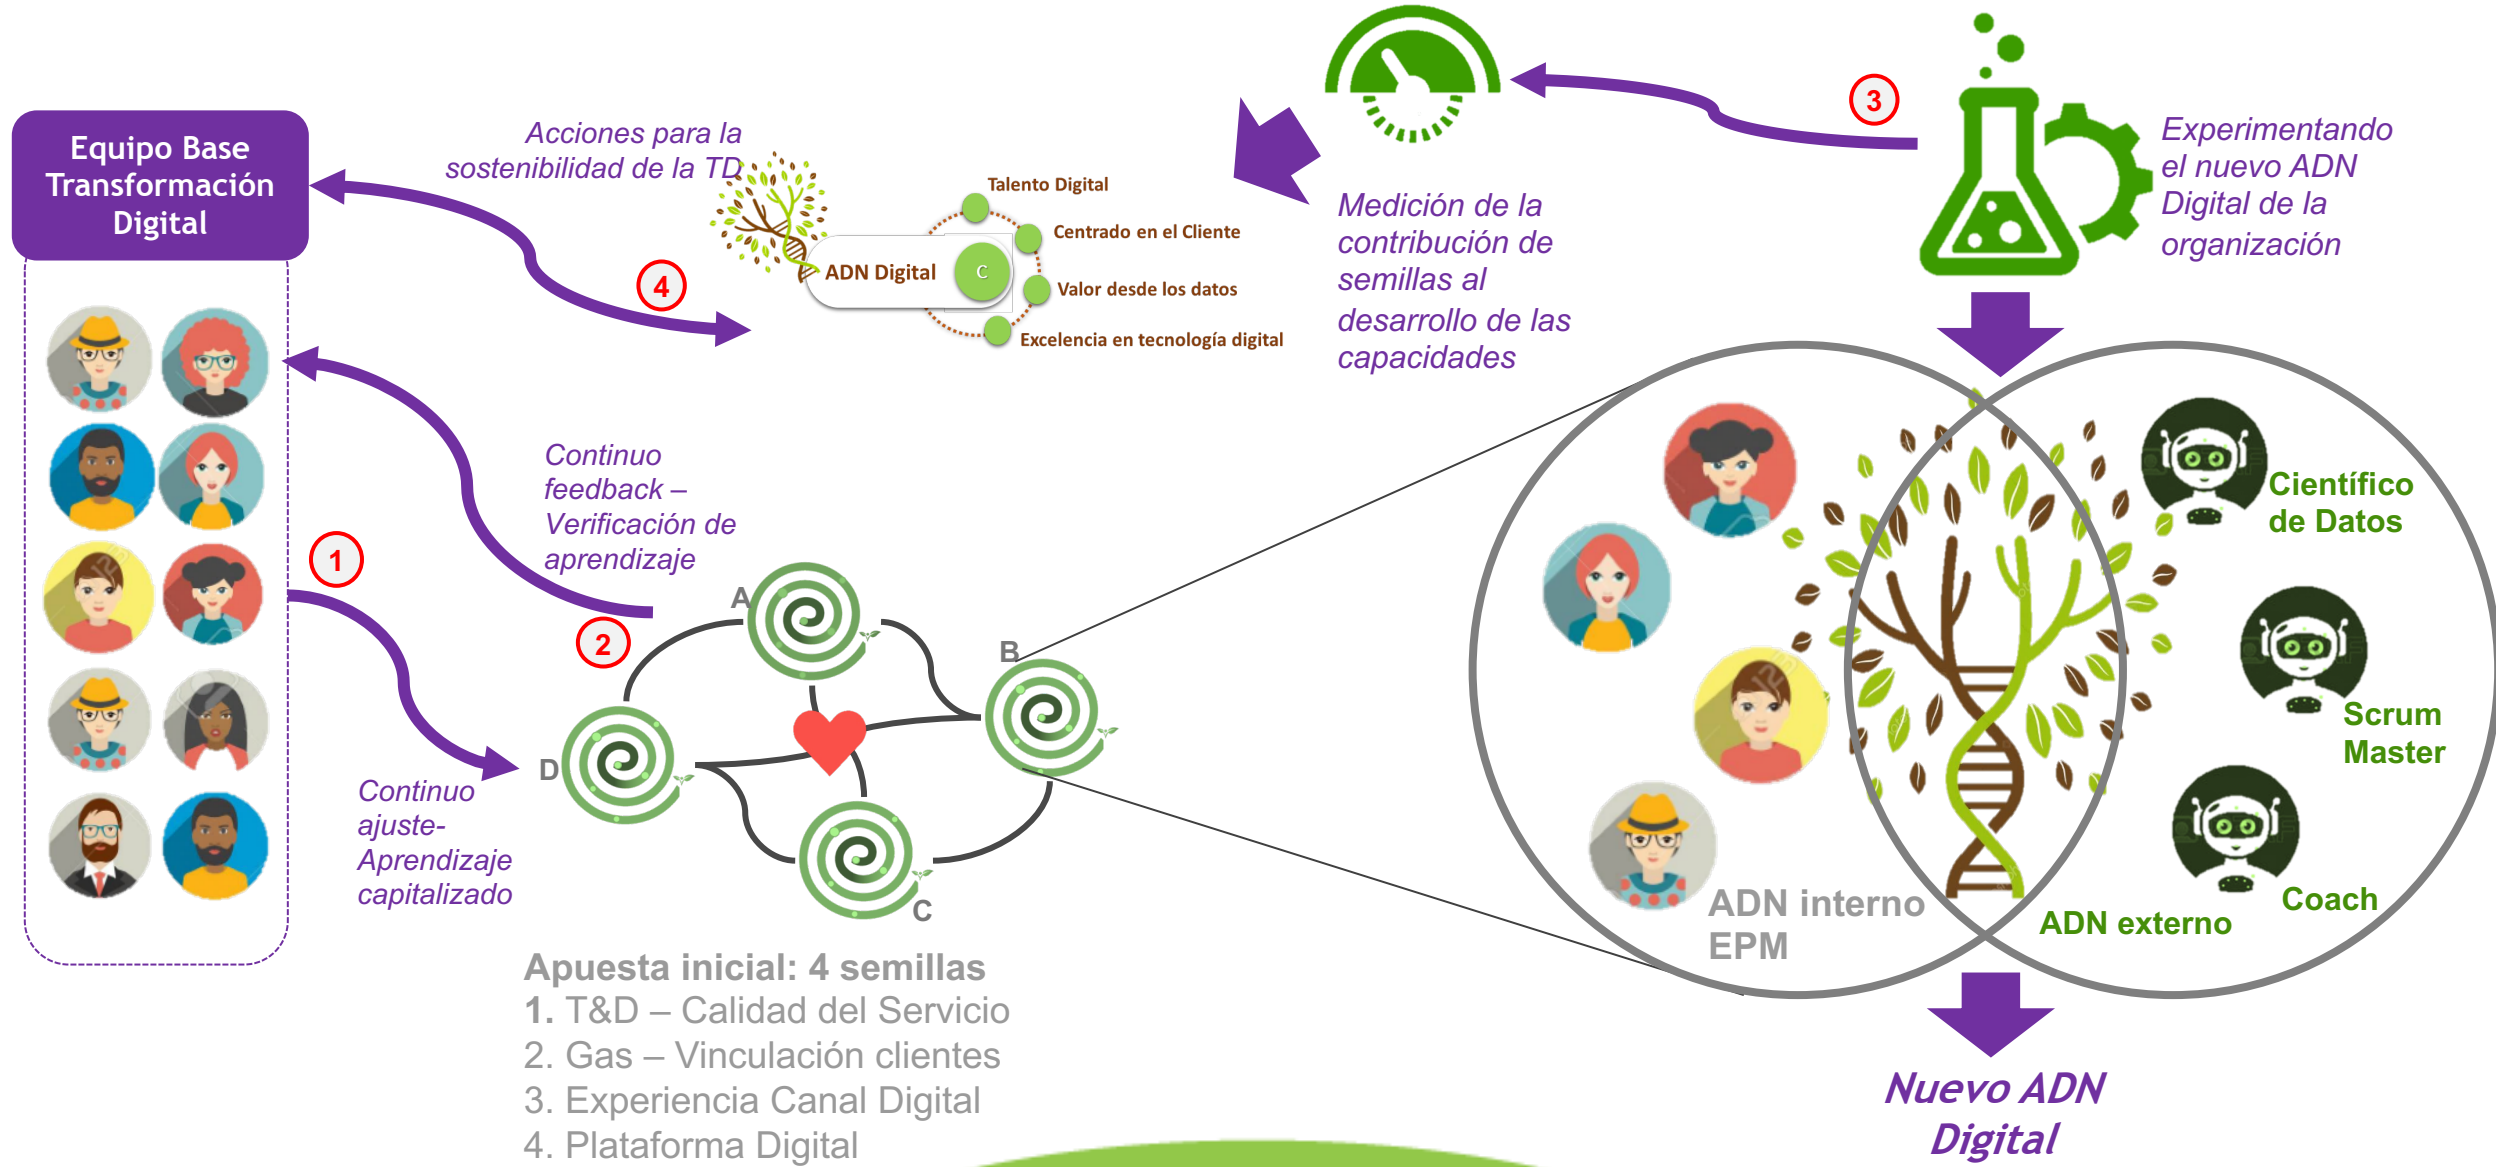 Equipo Base
Transformación
Digital
1
Continuo
ajuste-
Aprendizaje
capitalizado
2
Continuo
feedback –
Verificación de
aprendizaje
Acciones para la
sostenibilidad de la TD
4
ADN Digital
C
Talento Digital
Centrado en el Cliente
Valor desde los datos
Excelencia en tecnología digital
Medición de la
contribución de
semillas al
desarrollo de las
capacidades
3
Experimentando
el nuevo ADN
Digital de la
organización
A
B
D
C
Apuesta inicial: 4 semillas
1. T&D – Calidad del Servicio
2. Gas – Vinculación clientes
3. Experiencia Canal Digital
4. Plataforma Digital
Científico
de Datos
Scrum
Master
Coach
ADN interno
EPM
ADN externo
Nuevo ADN
Digital